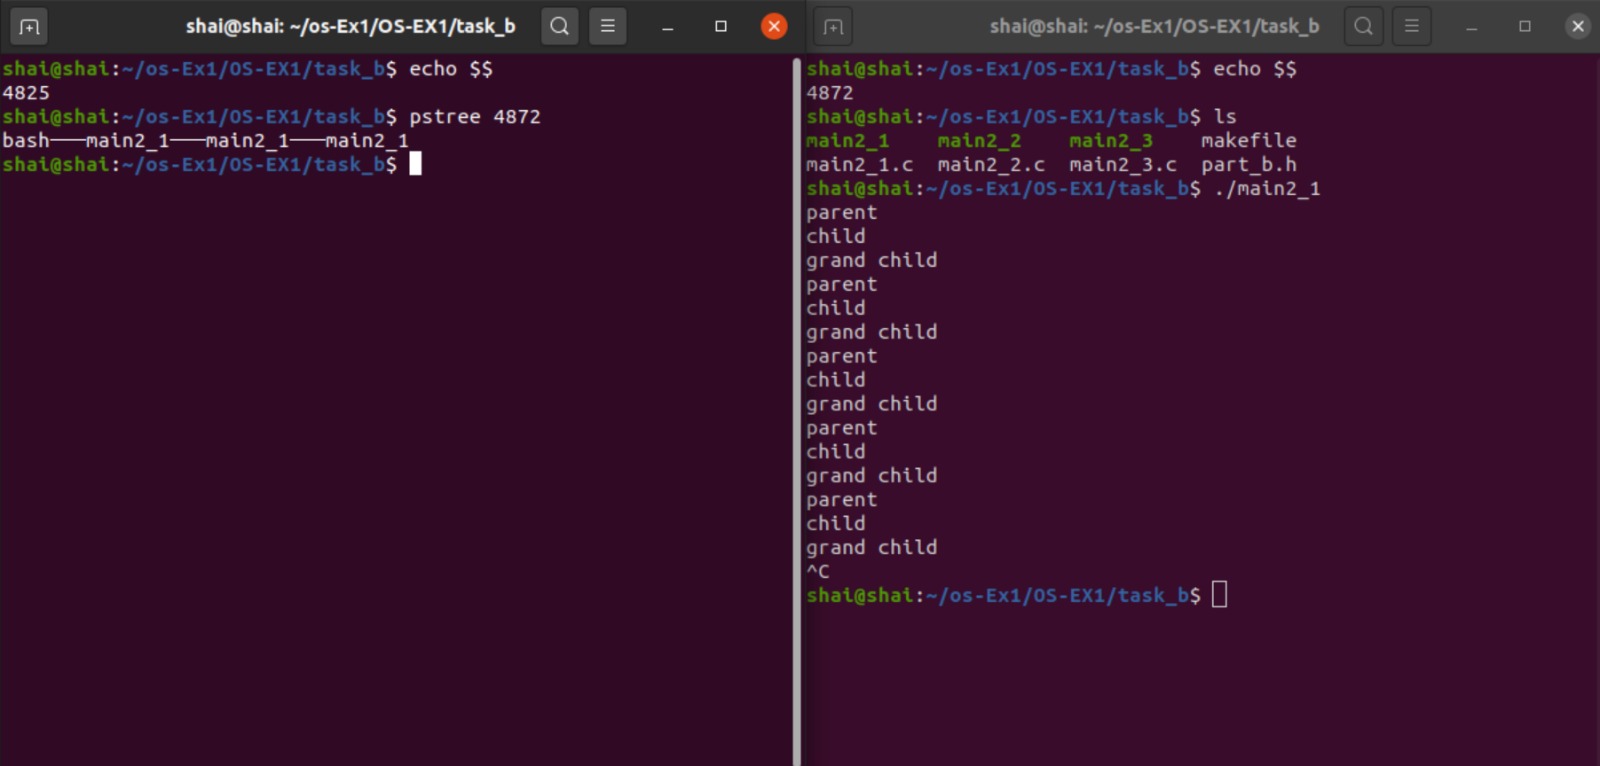 shai@shai: ~/os-Ex1/OS-EX1/task_b
shai@shai:~/os-Ex1/OS-EX1/task_b$ echo $$
4825
shai@shai:~/os-Ex1/OS-EX1/task_b$ pstree 4872
bash───main2_1───main2_1───main2_1
shai@shai:~/os-Ex1/OS-EX1/task_b$
shai@shai: ~/os-Ex1/OS-EX1/task_b
shai@shai:~/os-Ex1/OS-EX1/task_b$ echo $$
4872
shai@shai:~/os-Ex1/OS-EX1/task_b$ ls
main2_1    main2_2    main2_3    makefile
main2_1.c  main2_2.c  main2_3.c  part_b.h
shai@shai:~/os-Ex1/OS-EX1/task_b$ ./main2_1
parent
child
grand child
parent
child
grand child
parent
child
grand child
parent
child
grand child
parent
child
grand child
^C
shai@shai:~/os-Ex1/OS-EX1/task_b$